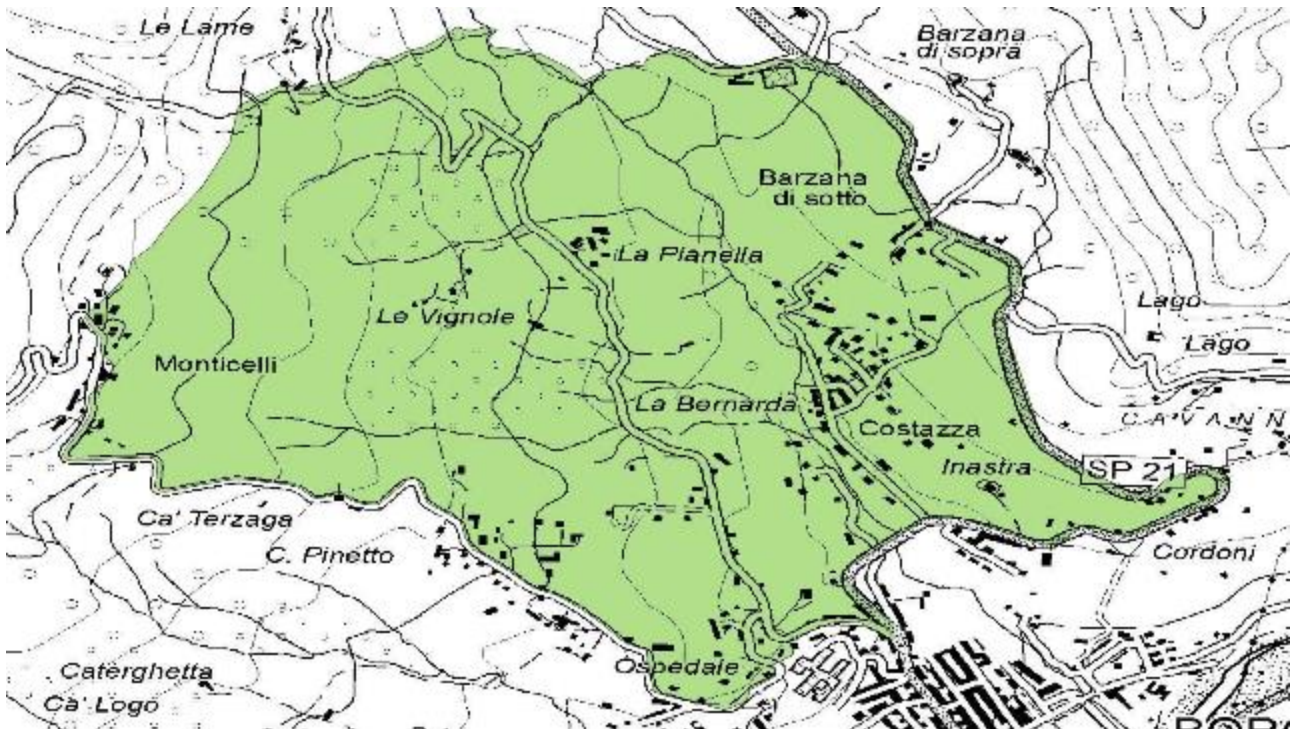 Le Lame
Barzana
di sopra
Barzana
di sotto
La Pianella
Le Vignole
Lago
Lago
Monticelli
La Bernarda
Costazza
CAVANN
Inastra
SP 21
Ca' Terzaga
C. Pinetto
Cordoni
Ospedale
Caterghetta
Ca' Logo